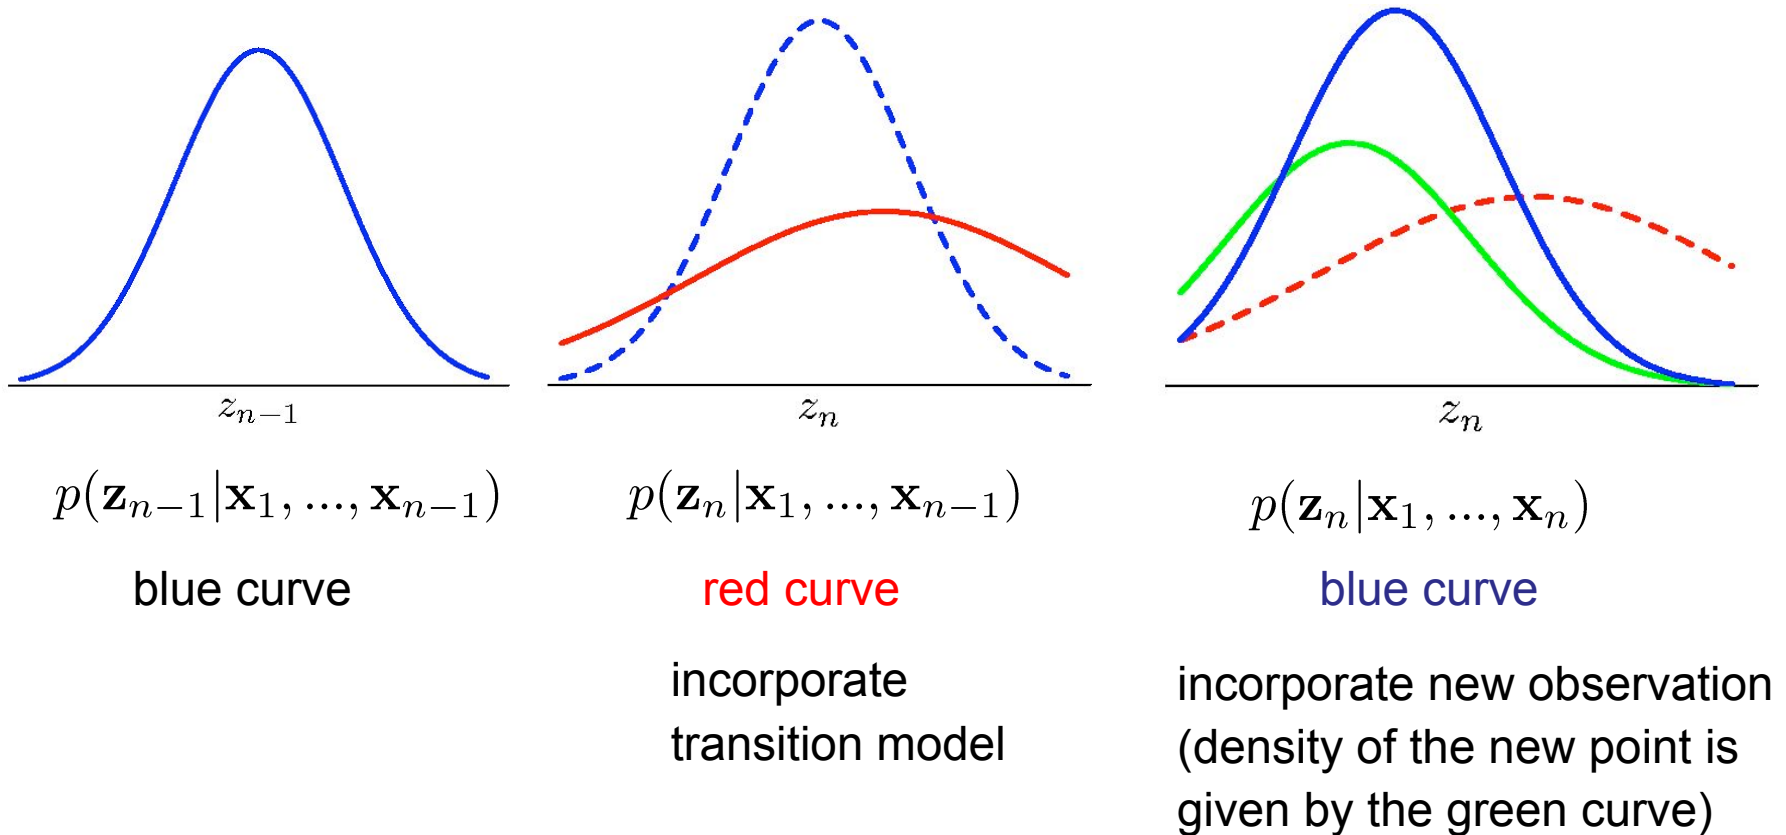 z_{n-1}
z_n
z_n
p(z_{n-1}|x_1, ..., x_{n-1})
p(z_n|x_1, ..., x_{n-1})
p(z_n|x_1, ..., x_n)
blue curve
red curve
blue curve
incorporate
transition model
incorporate new observation
(density of the new point is
given by the green curve)